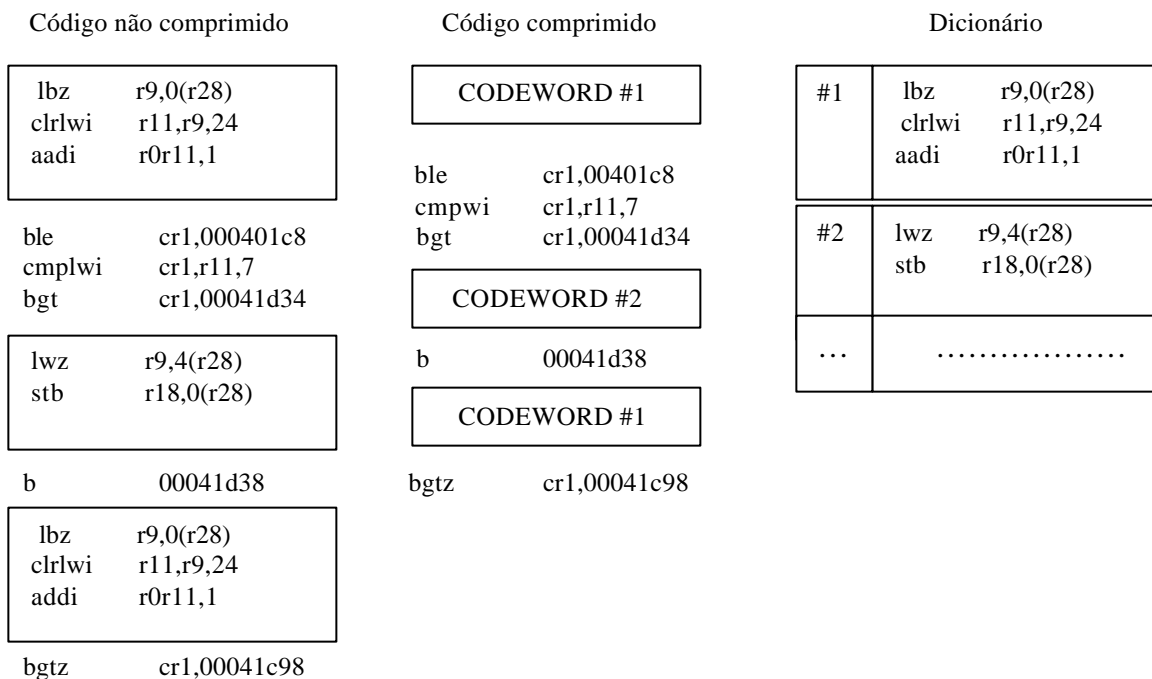 Código não comprimido
lbz r9,0(r28)
clrlwi r11,r9,24
aadi r0r11,1
ble cr1,000401c8
cmplwi cr1,r11,7
bgt cr1,00041d34
lwz r9,4(r28)
stb r18,0(r28)
b 00041d38
lbz r9,0(r28)
clrlwi r11,r9,24
addi r0r11,1
bgtz cr1,00041c98
Código comprimido
CODEWORD #1
ble cr1,00401c8
cmpwi cr1,r11,7
bgt cr1,00041d34
CODEWORD #2
b 00041d38
CODEWORD #1
bgtz cr1,00041c98
Dicionário
#1 lbz r9,0(r28)
clrlwi r11,r9,24
aadi r0r11,1
#2 lwz r9,4(r28)
stb r18,0(r28)
... ..................